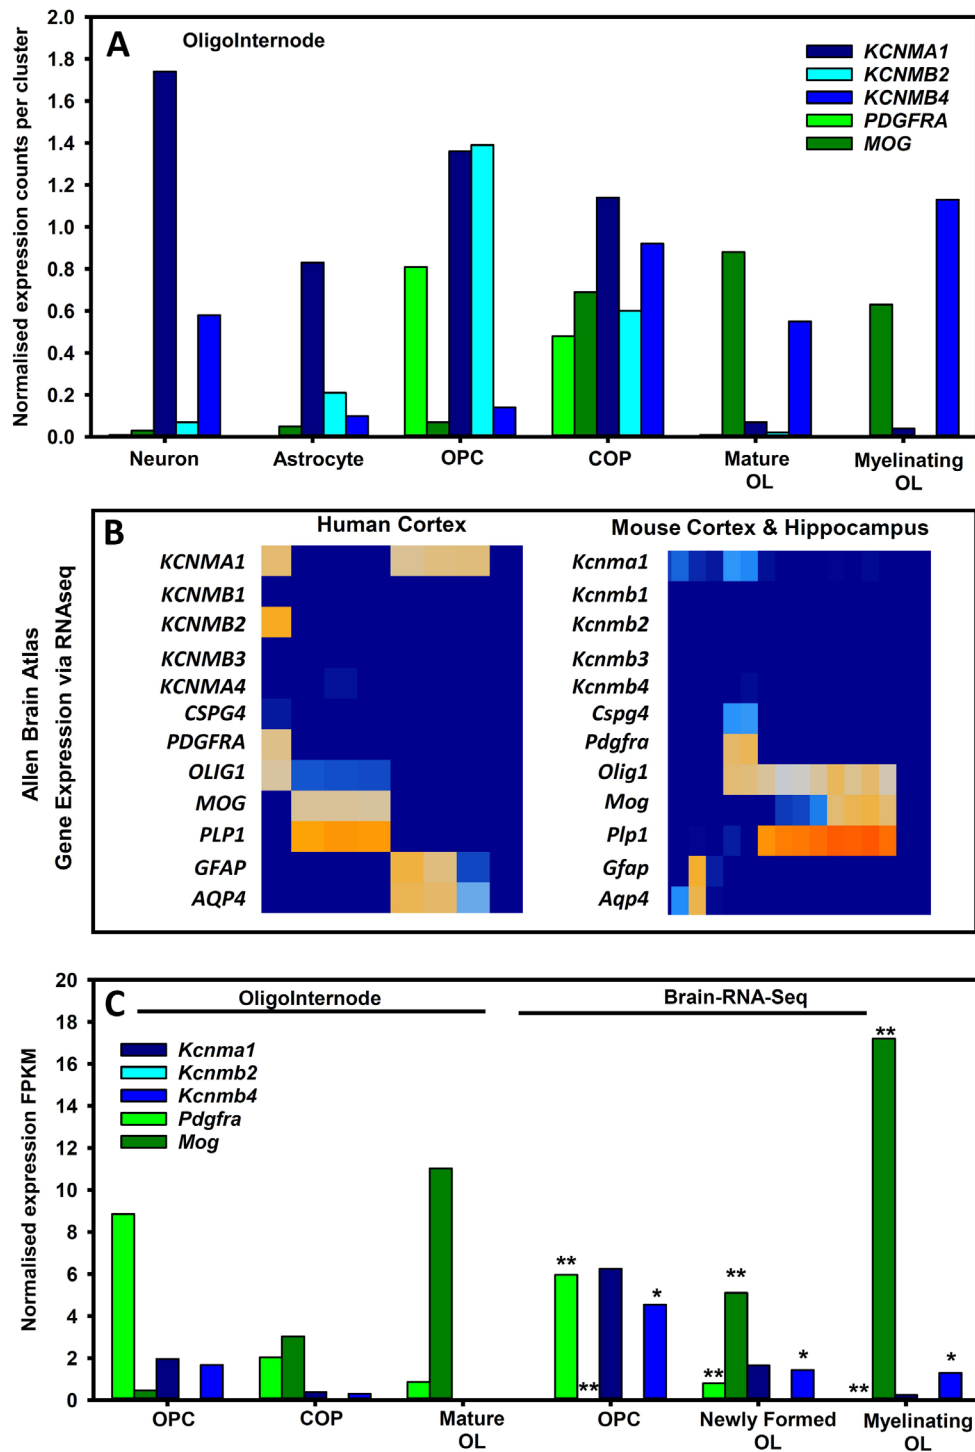 A
OligoInternode
KCNMA1
KCNMB2
KCNMB4
PDGFRA
MOG
Normalised expression counts per cluster
2.0
1.8
1.6
1.4
1.2
1.0
0.8
0.6
0.4
0.2
0.0
Neuron
Astrocyte
OPC
COP
Mature
OL
Myelinating
OL
B
Human Cortex
Mouse Cortex & Hippocampus
Allen Brain Atlas
Gene Expression via RNAseq
KCNMA1
KCNMB1
KCNMB2
KCNMB3
KCNMA4
CSPG4
PDGFRA
OLIG1
MOG
PLP1
GFAP
AQP4
Kcnma1
Kcnmb1
Kcnmb2
Kcnmb3
Kcnmb4
Cspg4
Pdgfra
Olig1
Mog
Plp1
Gfap
Aqp4
C
OligoInternode
Brain-RNA-Seq
Kcnma1
Kcnmb2
Kcnmb4
Pdgfra
Mog
Normalised expression FPKM
20
18
16
14
12
10
8
6
4
2
0
**
**
*
**
**
*
**
**
*
OPC
COP
Mature
OL
OPC
Newly Formed
OL
Myelinating
OL